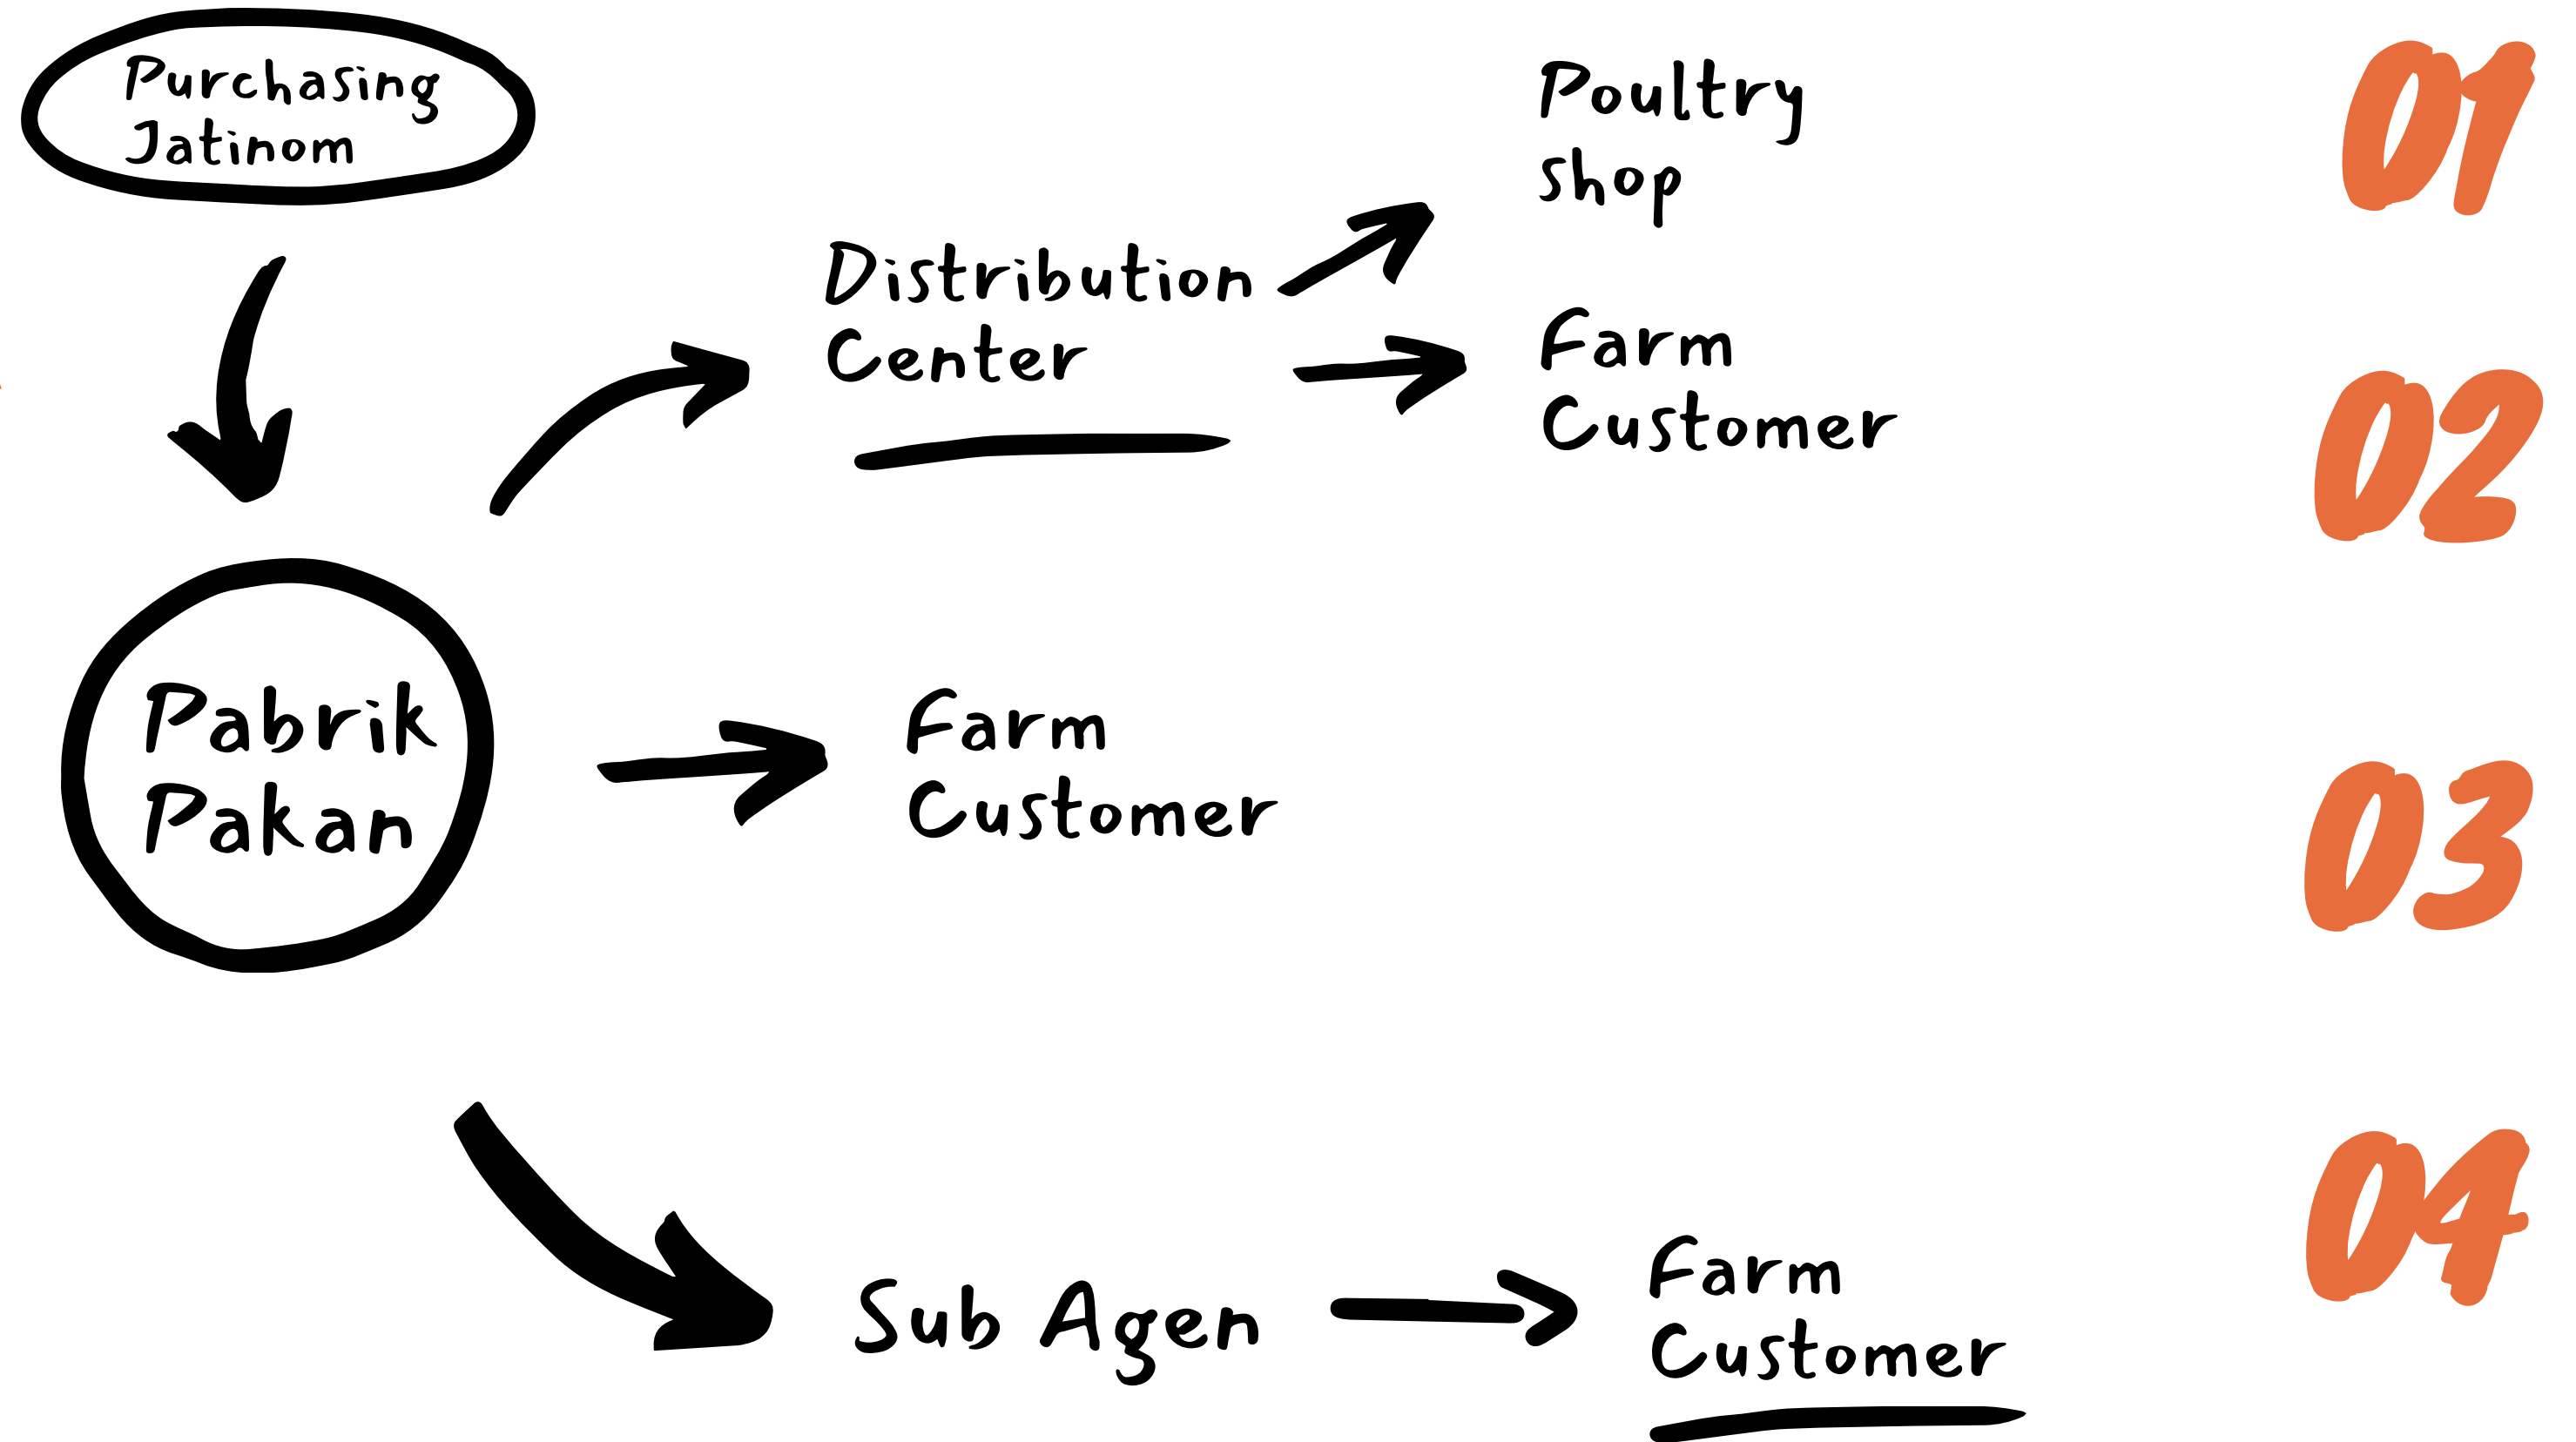 Purchasing
Jatinom
Poultry
shop
01
Distribution
Center
Farm
Customer
02
Pabrik
Pakan
Farm
Customer
03
Sub Agen
Farm
Customer
04